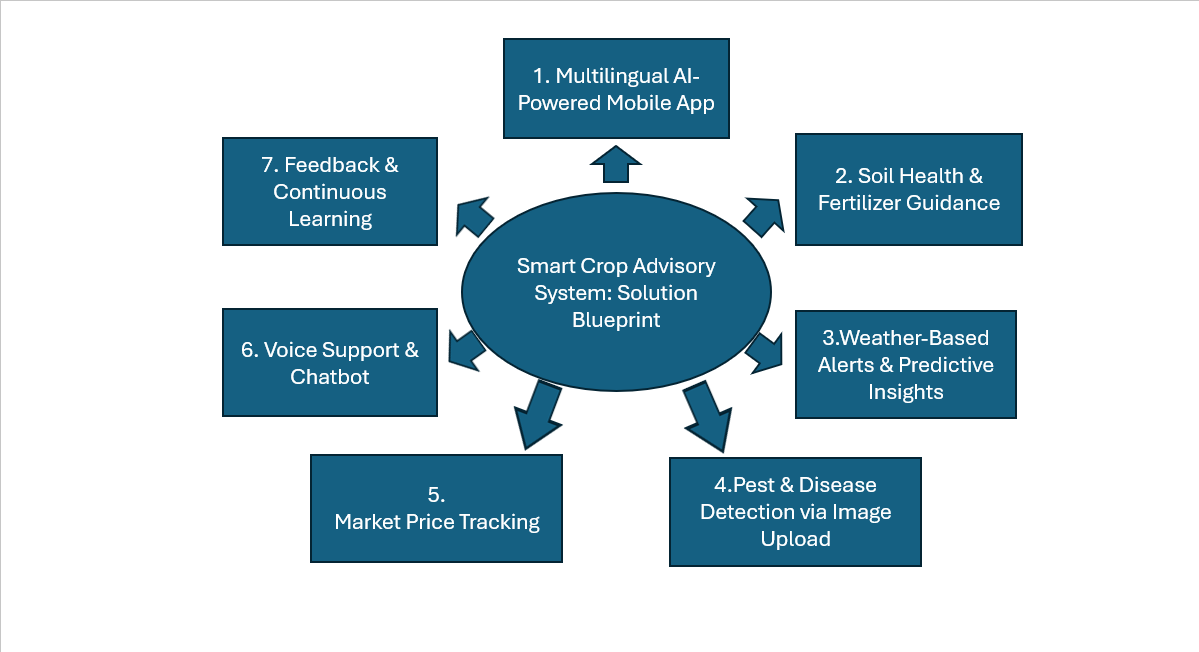 1. Multilingual AI-
Powered Mobile App
7. Feedback &
Continuous
Learning
2. Soil Health &
Fertilizer Guidance
Smart Crop Advisory
System: Solution
Blueprint
6. Voice Support &
Chatbot
3.Weather-Based
Alerts & Predictive
Insights
5.
Market Price Tracking
4.Pest & Disease
Detection via Image
Upload